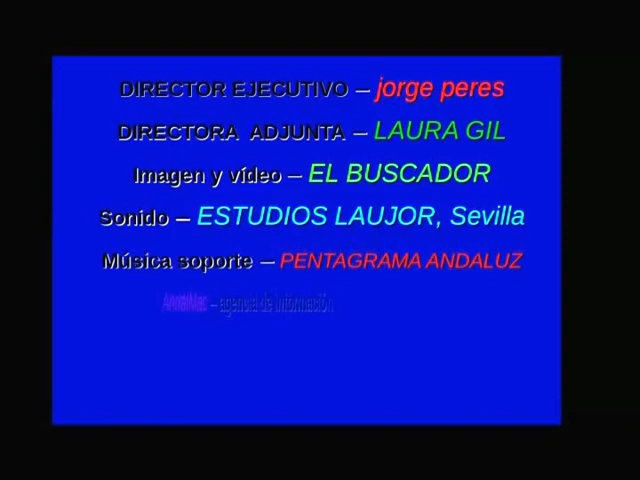 DIRECTOR EJECUTIVO – jorge peres
DIRECTORA ADJUNTA – LAURA GIL
Imagen y vídeo – EL BUSCADOR
Sonido – ESTUDIOS LAUJOR, Sevilla
Música soporte – PENTAGRAMA ANDALUZ
– agencia de información